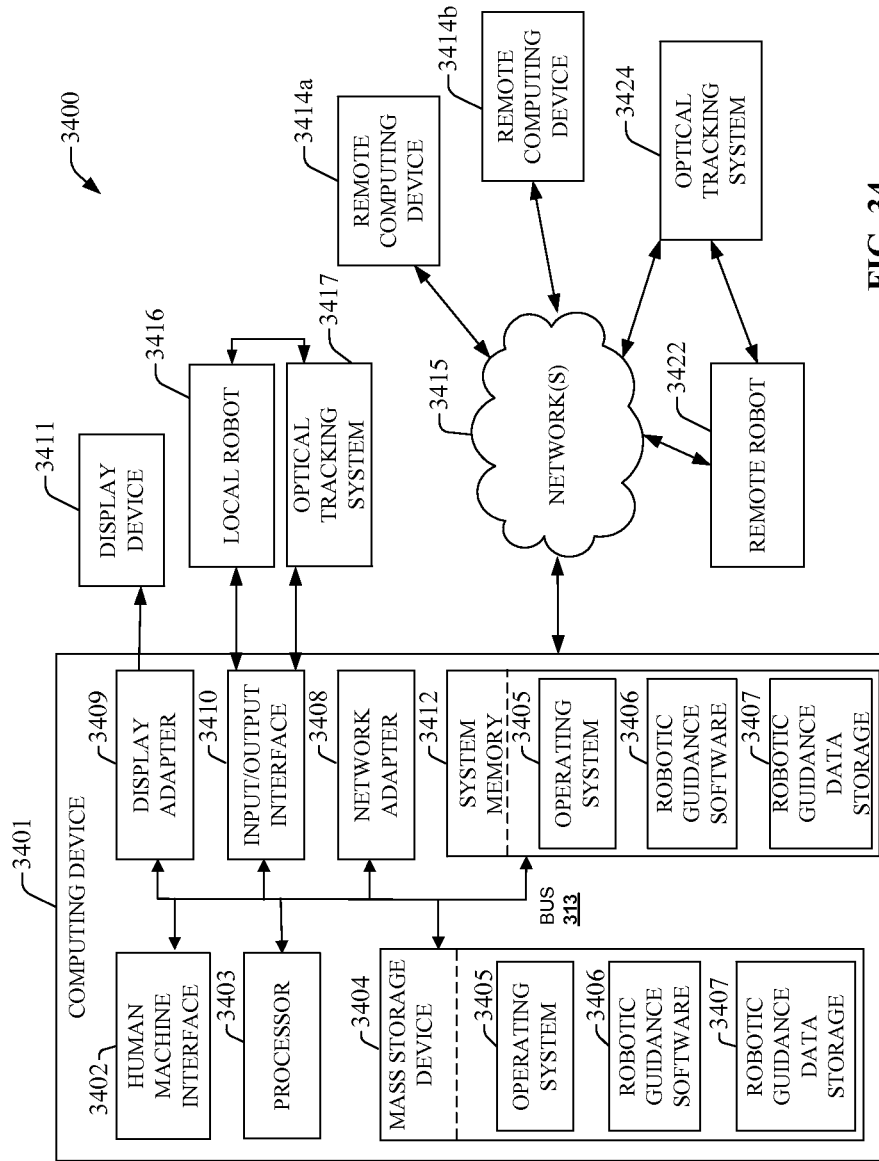 3400
COMPUTING DEVICE
3401
3402
HUMAN
MACHINE
INTERFACE
3403
PROCESSOR
3404
MASS STORAGE
DEVICE
3405
OPERATING
SYSTEM
3406
ROBOTIC
GUIDANCE
SOFTWARE
3407
ROBOTIC
GUIDANCE
DATA
STORAGE
BUS
313
3409
DISPLAY
ADAPTER
3410
INPUT/OUTPUT
INTERFACE
3408
NETWORK
ADAPTER
3412
SYSTEM
MEMORY
3405
OPERATING
SYSTEM
3406
ROBOTIC
GUIDANCE
SOFTWARE
3407
ROBOTIC
GUIDANCE
DATA
STORAGE
3411
DISPLAY
DEVICE
3416
LOCAL ROBOT
3417
OPTICAL
TRACKING
SYSTEM
3415
NETWORK(S)
3414a
REMOTE
COMPUTING
DEVICE
3414b
REMOTE
COMPUTING
DEVICE
3424
OPTICAL
TRACKING
SYSTEM
3422
REMOTE ROBOT
FIG. 34